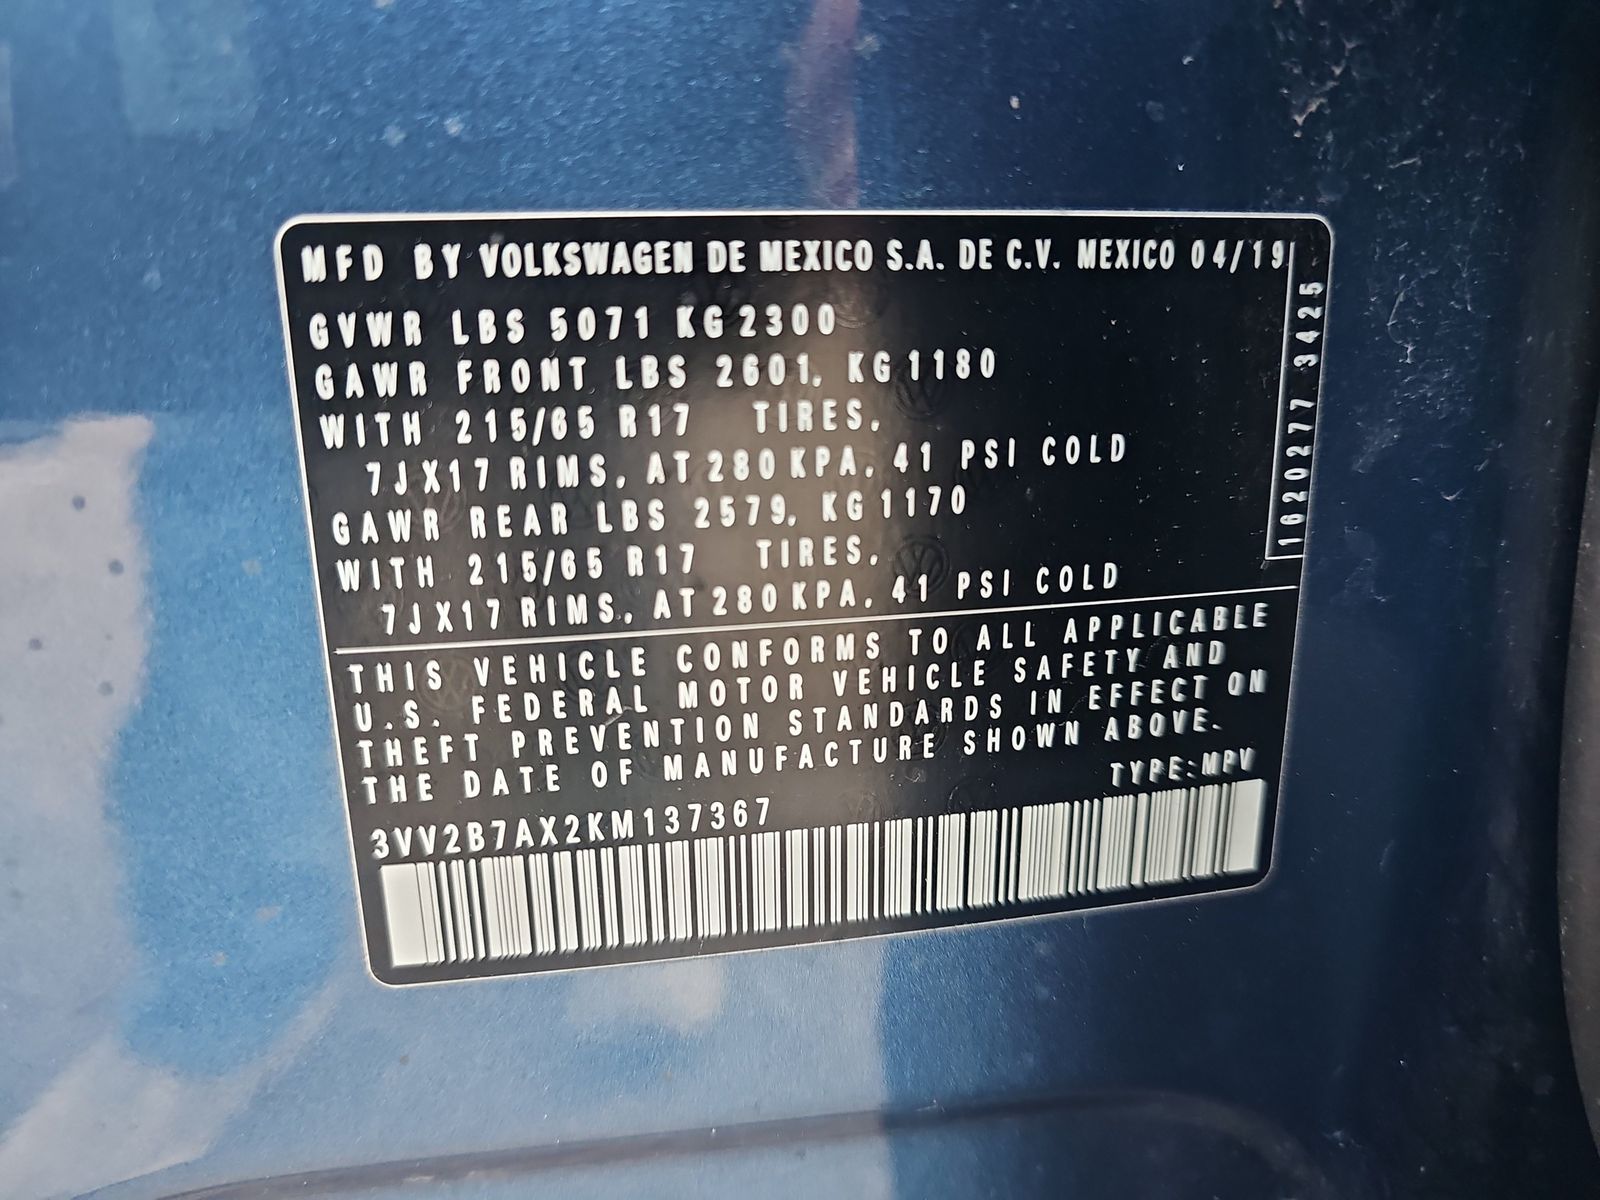 MFD BY VOLKSWAGEN DE MEXICO S.A. DE C.V. MEXICO 04/19
GVWR LBS 5071 KG 2300
GAWR FRONT LBS 2601, KG 1180
WITH 215/65 R17 TIRES,
7JX17 RIMS, AT 280 KPA, 41 PSI COLD
GAWR REAR LBS 2579, KG 1170
WITH 215/65 R17 TIRES,
7JX17 RIMS, AT 280 KPA, 41 PSI COLD
1620277 3425
THIS VEHICLE CONFORMS TO ALL APPLICABLE
U.S. FEDERAL MOTOR VEHICLE SAFETY AND
THEFT PREVENTION STANDARDS IN EFFECT ON
THE DATE OF MANUFACTURE SHOWN ABOVE.
TYPE:MPV
3VV2B7AX2KM137367